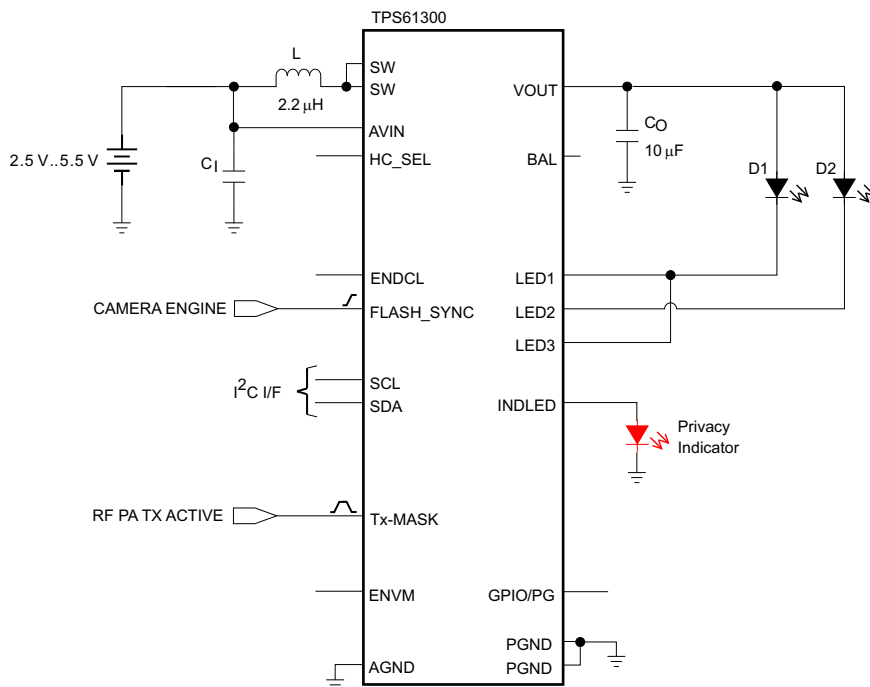 TPS61300
L
SW
SW
2.2 μH
VOUT
AVIN
C_O
10 μF
2.5 V..5.5 V
C_I
HC_SEL
BAL
D1
D2
ENDCL
LED1
CAMERA ENGINE
FLASH_SYNC
LED2
LED3
I²C I/F
SCL
SDA
INDLED
Privacy
Indicator
RF PA TX ACTIVE
Tx-MASK
ENVM
GPIO/PG
PGND
AGND
PGND